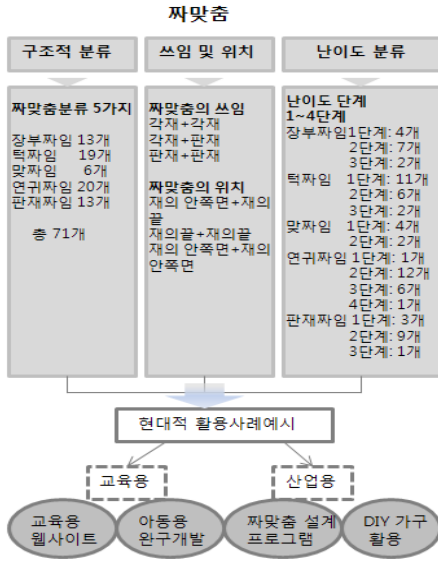 짜맞춤
구조적 분류
쓰임 및 위치
난이도 분류
짜맞춤분류 5가지
장부짜임 13개
턱짜임 19개
맞짜임 6개
연귀짜임 20개
판재짜임 13개
총 71개
짜맞춤의 쓰임
각재+각재
각재+판재
판재+판재
짜맞춤의 위치
재의 안쪽면+재의
끝
재의끝+재의끝
재의 안쪽면+재의
안쪽면
난이도 단계
1~4단계
장부짜임1단계: 4개
2단계: 7개
3단계: 2개
턱짜임 1단계: 11개
2단계: 6개
3단계: 2개
맞짜임 1단계: 4개
2단계: 2개
연귀짜임 1단계: 1개
2단계: 12개
3단계: 6개
4단계: 1개
판재짜임 1단계: 3개
2단계: 9개
3단계: 1개
현대적 활용사례예시
교육용
산업용
교육용
웹사이트
아동용
완구개발
짜맞춤 설계
프로그램
DIY 가구
활용